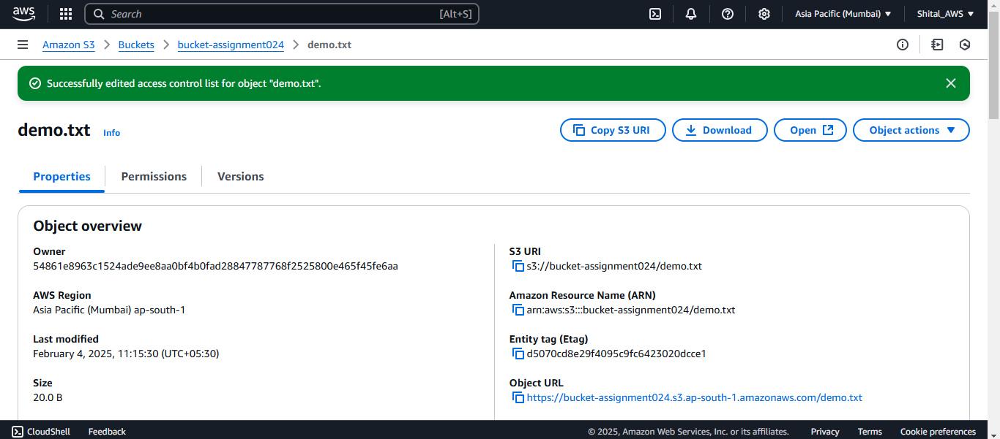 aws Search [Alt+S] Asia Pacific (Mumbai) Shital_AWS
Amazon S3 > Buckets > bucket-assignment024 > demo.txt
Successfully edited access control list for object "demo.txt".
demo.txt Info Copy S3 URI Download Open Object actions
Properties Permissions Versions
Object overview
Owner
54861e8963c1524ade9ee8aa0bf4b0fad28847787768f2525800e465f45fe6aa
AWS Region
Asia Pacific (Mumbai) ap-south-1
Last modified
February 4, 2025, 11:15:30 (UTC+05:30)
Size
20.0 B
S3 URI
s3://bucket-assignment024/demo.txt
Amazon Resource Name (ARN)
arn:aws:s3:::bucket-assignment024/demo.txt
Entity tag (Etag)
d5070cd8e29f4095c9fc6423020dcce1
Object URL
https://bucket-assignment024.s3.ap-south-1.amazonaws.com/demo.txt
CloudShell Feedback © 2025, Amazon Web Services, Inc. or its affiliates. Privacy Terms Cookie preferences